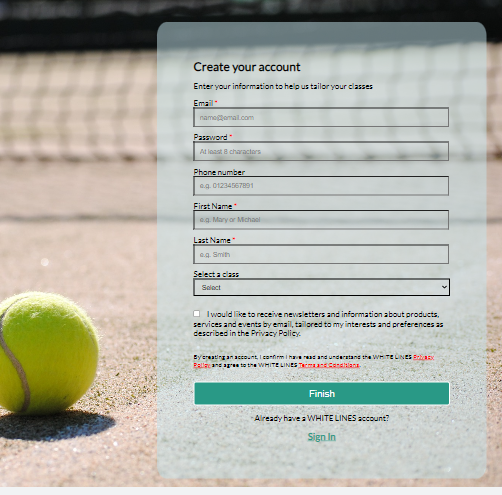 Create your account
Enter your information to help us tailor your classes
Email *
name@email.com
Password *
At least 8 characters
Phone number
e.g. 01234567891
First Name *
e.g. Mary or Michael
Last Name *
e.g. Smith
Select a class
Select
I would like to receive newsletters and information about products,
services and events by email, tailored to my interests and preferences as
described in the Privacy Policy.
By creating an account, I confirm I have read and understand the WHITE LINES Privacy
Policy and agree to the WHITE LINES Terms and Conditions.
Finish
Already have a WHITE LINES account?
Sign In